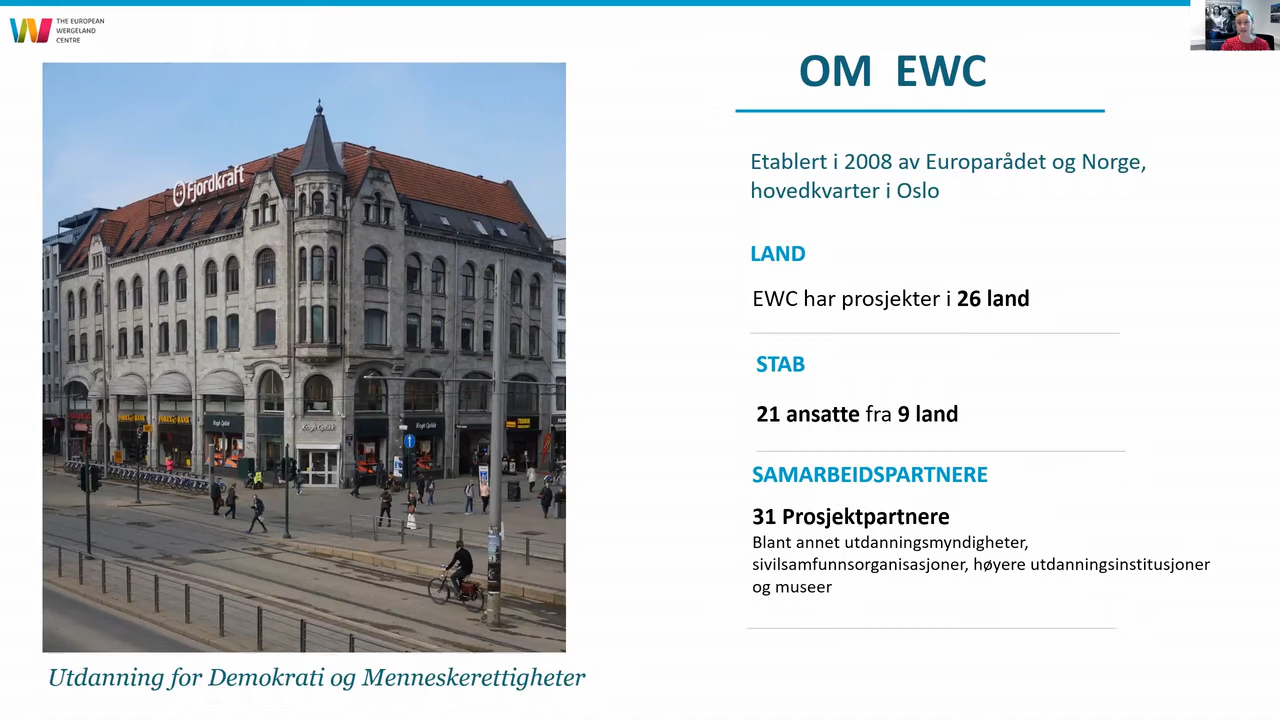 THE EUROPEAN
WERGELAND
CENTRE
OM EWC
Fjordkraft
Etablert i 2008 av Europarådet og Norge,
hovedkvarter i Oslo
LAND
EWC har prosjekter i 26 land
STAB
21 ansatte fra 9 land
SAMARBEIDSPARTNERE
31 Prosjektpartnere
Blant annet utdanningsmyndigheter,
sivilsamfunnsorganisasjoner, høyere utdanningsinstitusjoner
og museer
Krogh Optikk
Utdanning for Demokrati og Menneskerettigheter